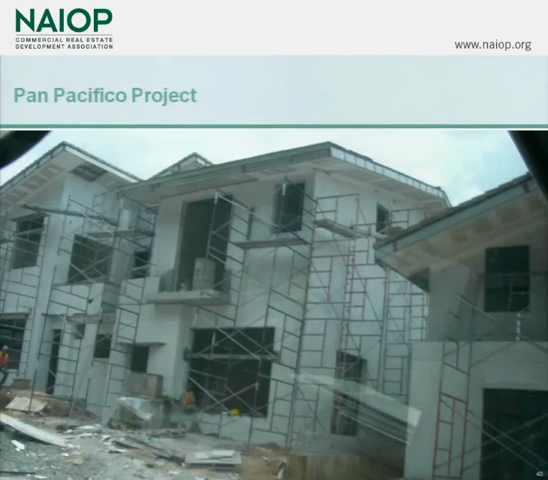 NAIOP
COMMERCIAL REAL ESTATE
DEVELOPMENT ASSOCIATION
www.naiop.org
Pan Pacifico Project
40